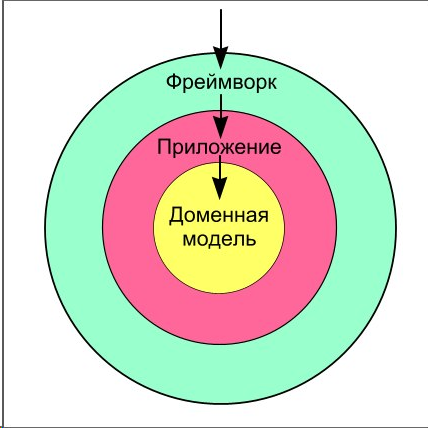 Фреймворк
Приложение
Доменная
модель